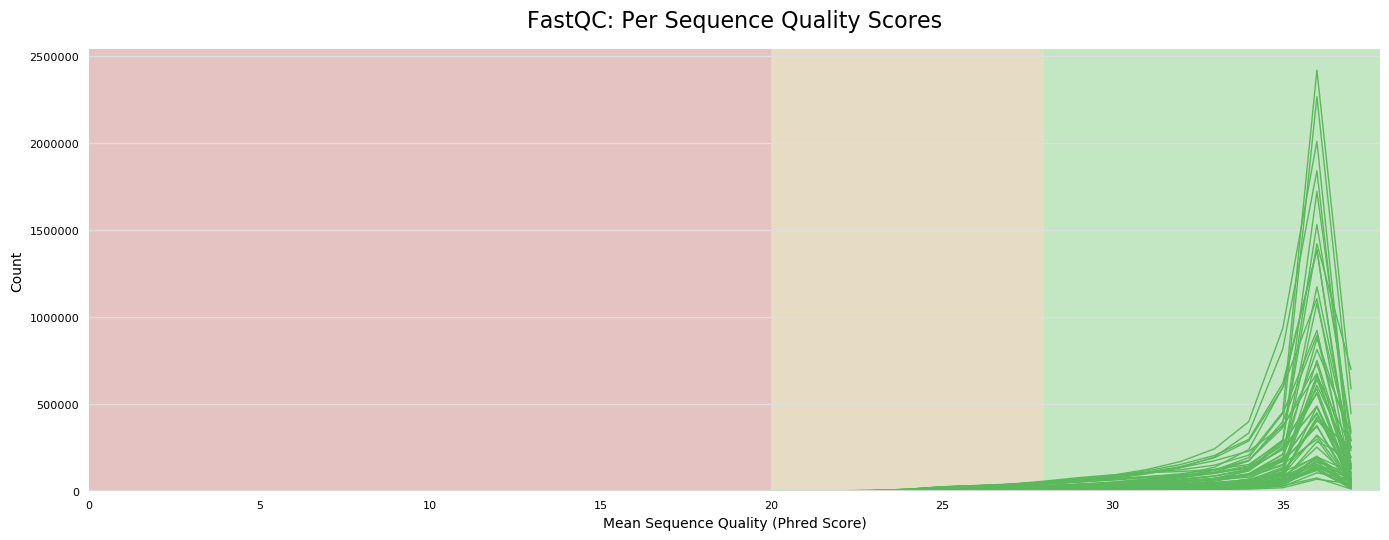 FastQC: Per Sequence Quality Scores
2500000
2000000
1500000
1000000
500000
0
Count
0 5 10 15 20 25 30 35
Mean Sequence Quality (Phred Score)